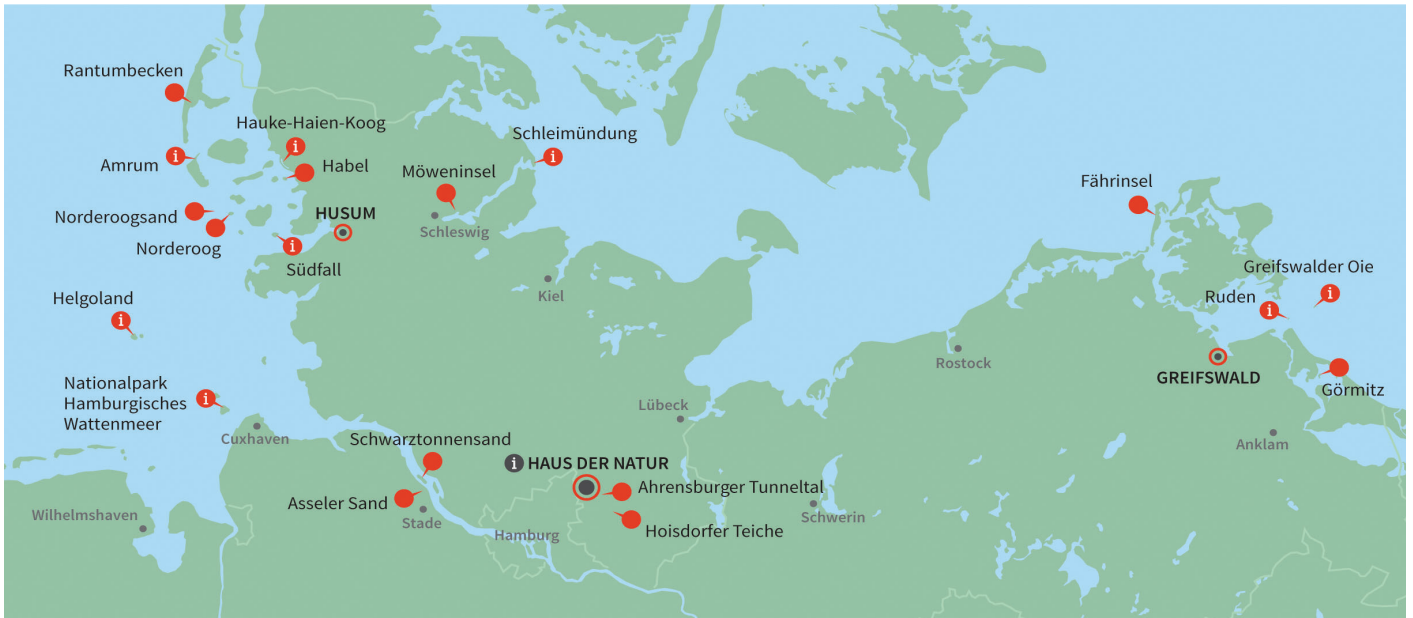 Rantumbecken
Hauke-Haien-Koog
Schleimündung
Amrum
Habel
Möweninsel
Fährinsel
Norderoogsand
HUSUM
Schleswig
Norderoog
Südfall
Greifswalder Oie
Kiel
Ruden
Helgoland
Rostock
GREIFSWALD
Görmitz
Nationalpark
Hamburgisches
Wattenmeer
Lübeck
Cuxhaven
Schwarztonnensand
Anklam
i HAUS DER NATUR
Ahrensburger Tunneltal
Asseler Sand
Wilhelmshaven
Stade
Schwerin
Hamburg
Hoisdorfer Teiche